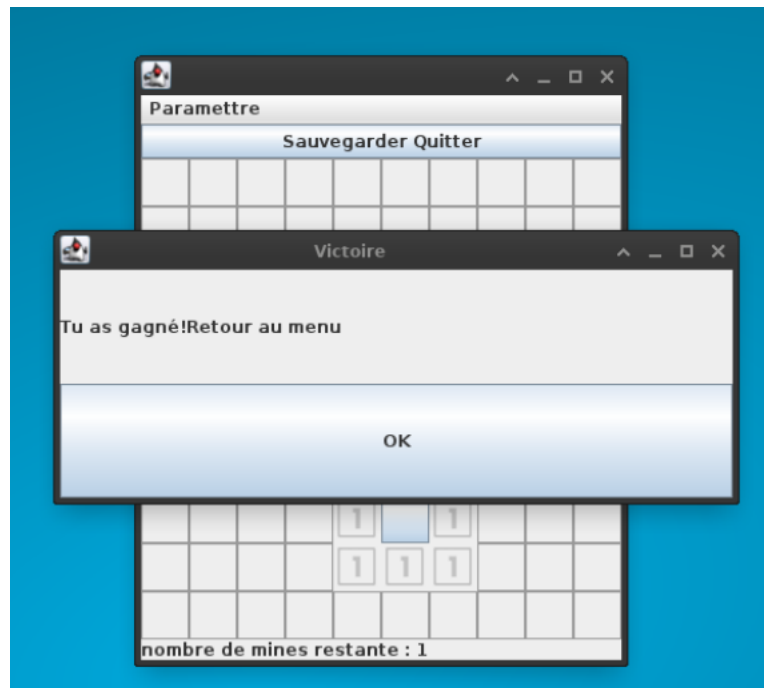 Paramettre
Sauvegarder Quitter
Victoire
Tu as gagné!Retour au menu
OK
1 1
1 1 1
nombre de mines restante : 1